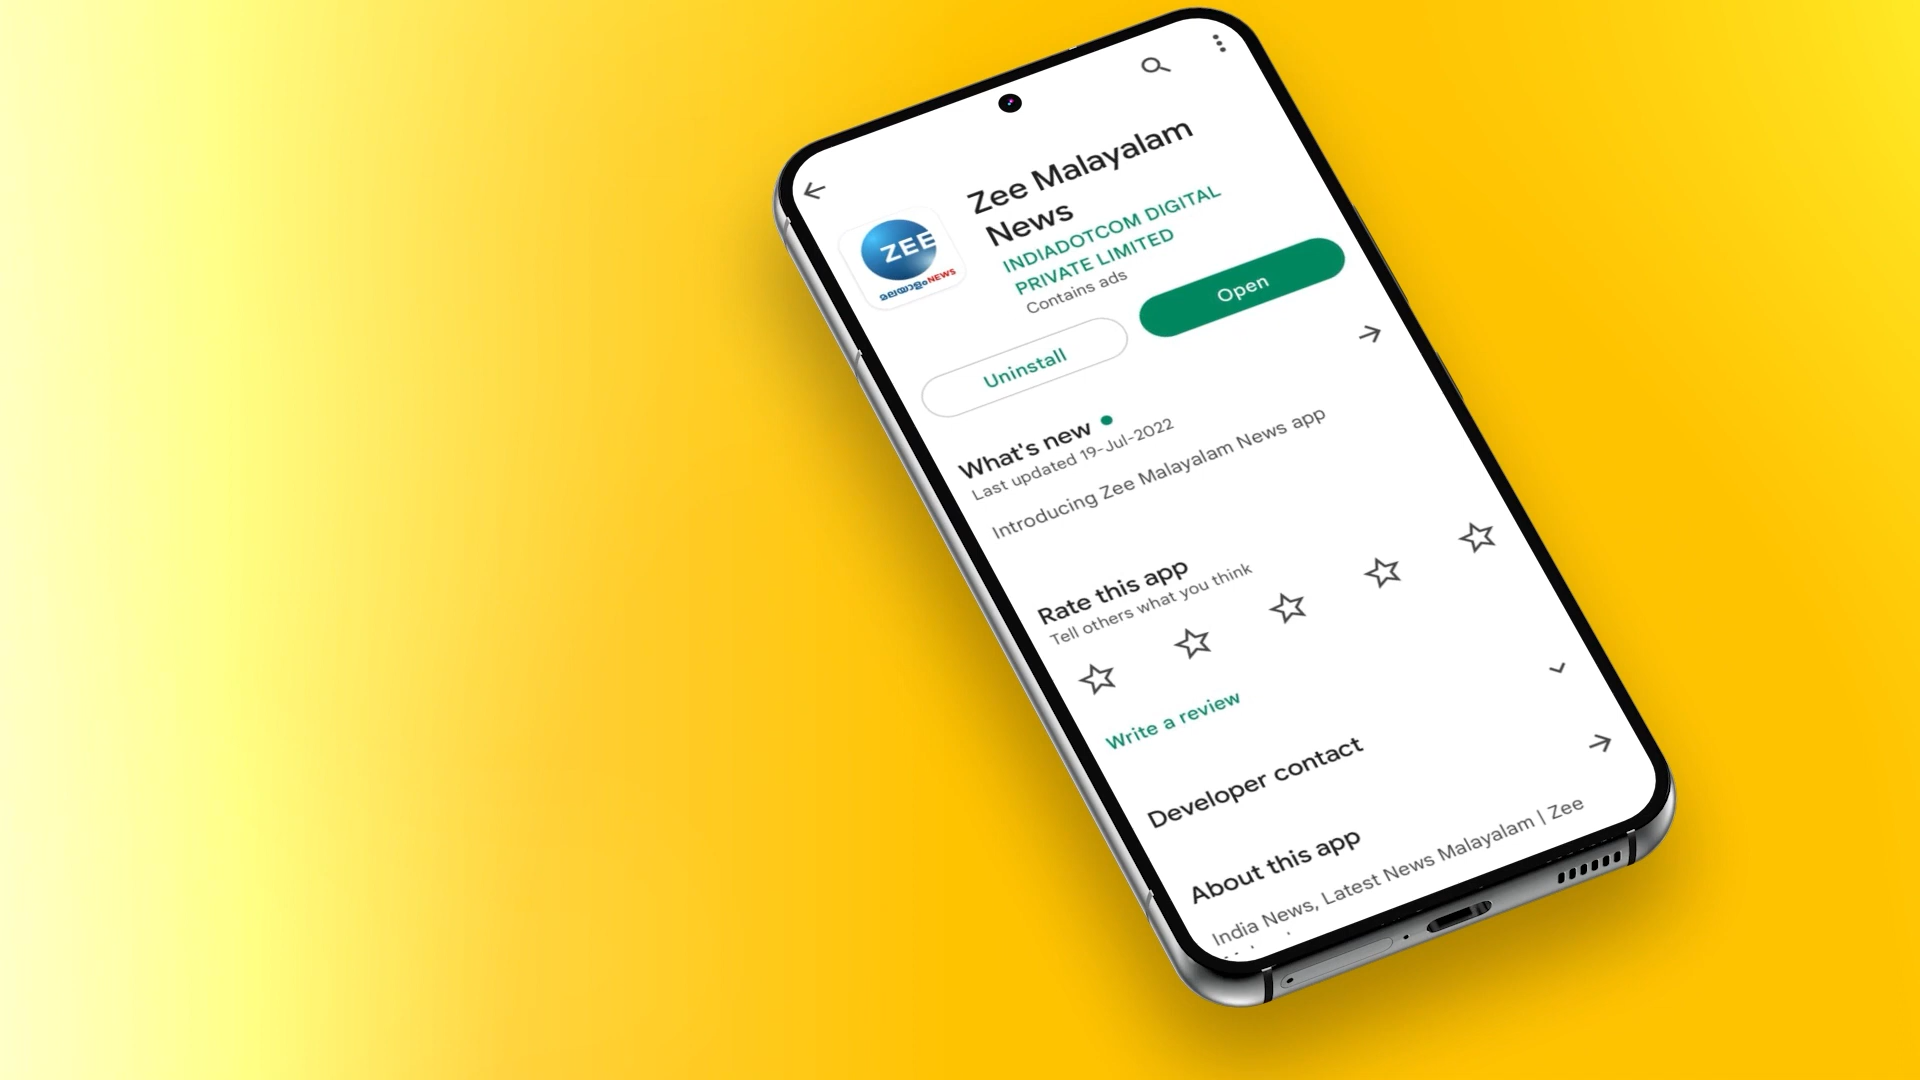 Zee Malayalam
News
INDIADOTCOM DIGITAL
PRIVATE LIMITED
Contains ads
ZEE
മലയാളംNEWS
Uninstall
Open
What's new
Last updated 19-Jul-2022
Introducing Zee Malayalam News app
Rate this app
Tell others what you think
Write a review
Developer contact
About this app
India News, Latest News Malayalam | Zee